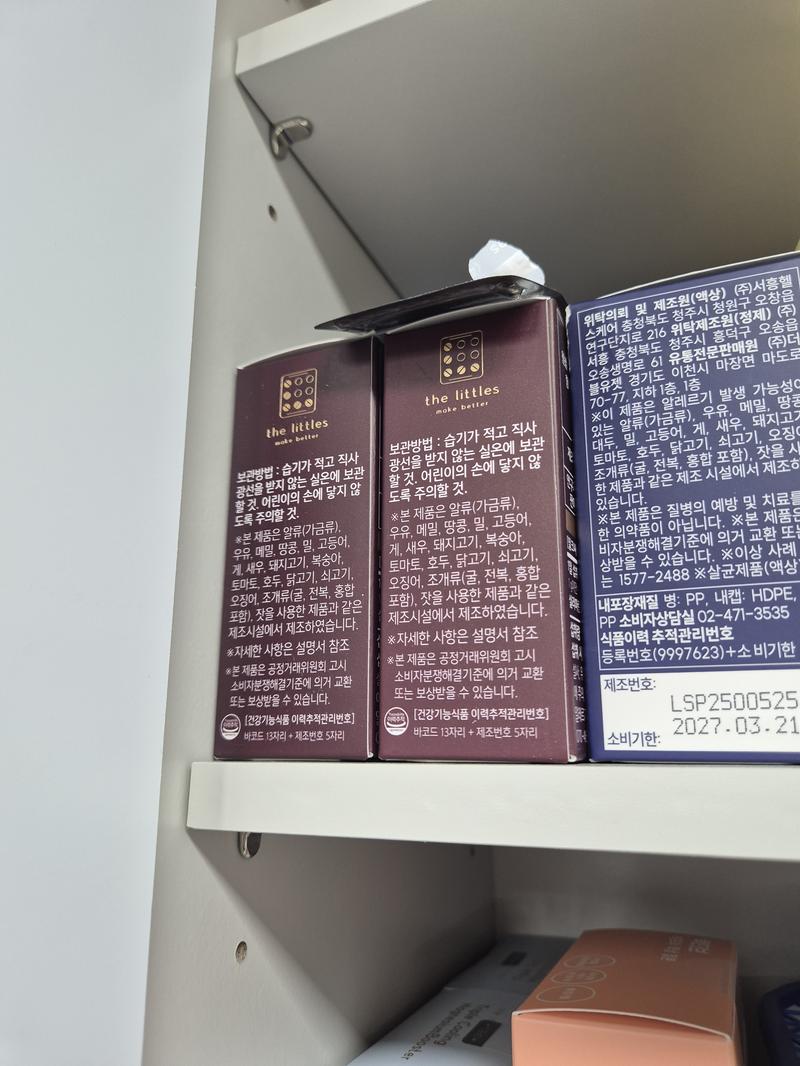 the littles
make better
보관방법 : 습기가 적고 직사
광선을 받지 않는 실온에 보관
할 것. 어린이의 손에 닿지 않
도록 주의할 것.
※본 제품은 알류(가금류),
우유, 메밀, 땅콩, 밀, 고등어,
게, 새우, 돼지고기, 복숭아,
토마토, 호두, 닭고기, 쇠고기,
오징어, 조개류(굴, 전복, 홍합
포함), 잣을 사용한 제품과 같은
제조시설에서 제조하였습니다.
※자세한 사항은 설명서 참조
※본 제품은 공정거래위원회 고시
소비자분쟁해결기준에 의거 교환
또는 보상받을 수 있습니다.
[건강기능식품 이력추적관리번호]
바코드 13자리 + 제조번호 5자리
the littles
make better
보관방법 : 습기가 적고 직사
광선을 받지 않는 실온에 보관
할 것. 어린이의 손에 닿지 않
도록 주의할 것.
※본 제품은 알류(가금류),
우유, 메밀, 땅콩, 밀, 고등어,
게, 새우, 돼지고기, 복숭아,
토마토, 호두, 닭고기, 쇠고기,
오징어, 조개류(굴, 전복, 홍합
포함), 잣을 사용한 제품과 같은
제조시설에서 제조하였습니다.
※자세한 사항은 설명서 참조
※본 제품은 공정거래위원회 고시
소비자분쟁해결기준에 의거 교환
또는 보상받을 수 있습니다.
[건강기능식품 이력추적관리번호]
바코드 13자리 + 제조번호 5자리
위탁의뢰 및 제조원(액상) (주)서흥헬
스케어 충청북도 청주시 청원구 오창읍
연구단지로 216 위탁제조원(정제) (주)
서흥 충청북도 청주시 흥덕구 오송읍
오송생명로 61 유통전문판매원 (주)더
블유젯 경기도 이천시 마장면 마도로
70-77, 지하 1층, 1층
※이 제품은 알레르기 발생 가능성이
있는 알류(가금류), 우유, 메밀, 땅콩
대두, 밀, 고등어, 게, 새우, 돼지고기
토마토, 호두, 닭고기, 쇠고기, 오징어
조개류(굴, 전복, 홍합 포함), 잣을 사
한 제품과 같은 제조 시설에서 제조하
있습니다.
※본 제품은 질병의 예방 및 치료를
한 의약품이 아닙니다. ※본 제품은
비자분쟁해결기준에 의거 교환 또는
상받을 수 있습니다. ※이상 사례
는 1577-2488 ※살균제품(액상)
내포장재질 병: PP, 내캡: HDPE,
PP 소비자상담실 02-471-3535
식품이력 추적관리번호
등록번호(9997623)+소비기한
제조번호:
LSP2500525
2027.03.21
소비기한: